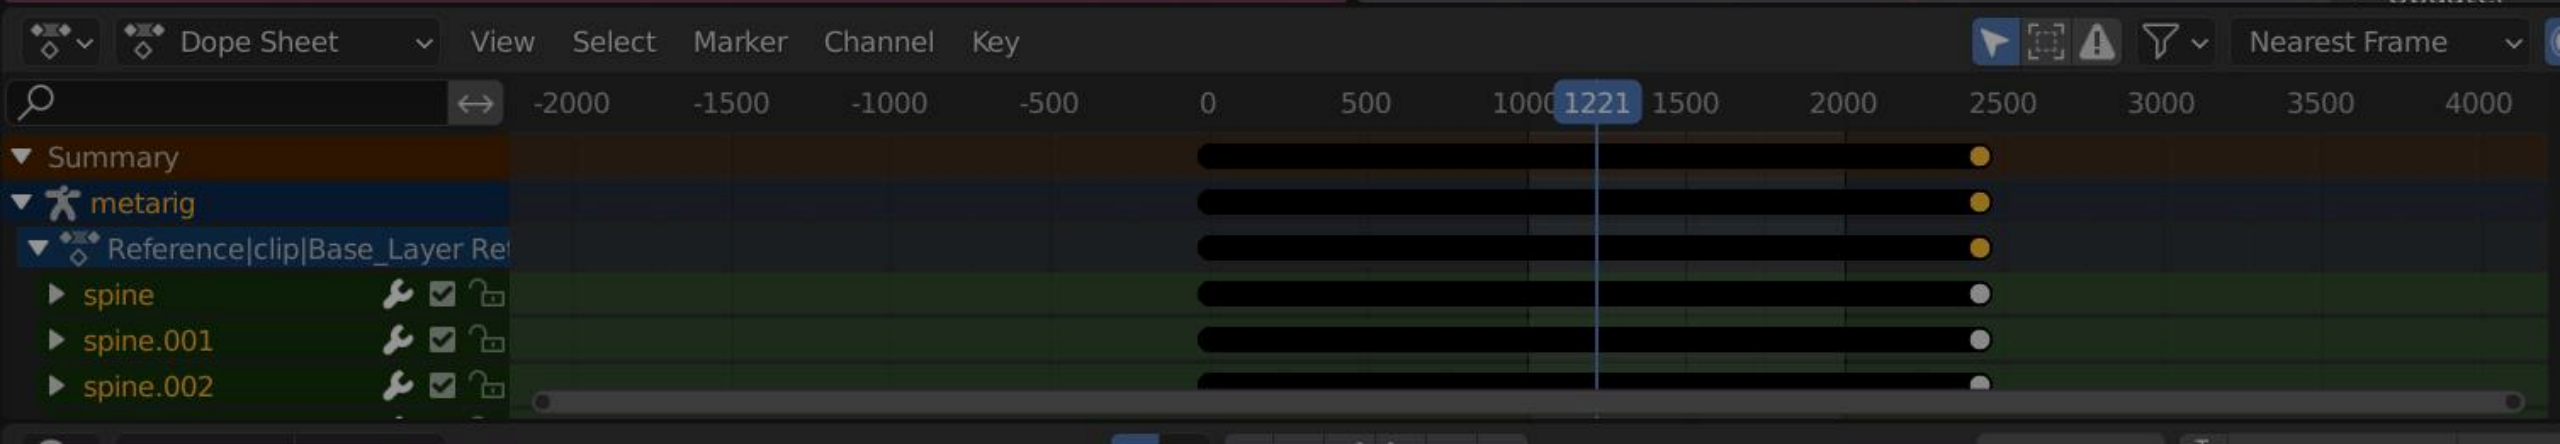 Dope Sheet View Select Marker Channel Key Nearest Frame
-2000 -1500 -1000 -500 0 500 1000 1221 1500 2000 2500 3000 3500 4000
Summary
metarig
Reference|clip|Base_Layer Ret
spine
spine.001
spine.002